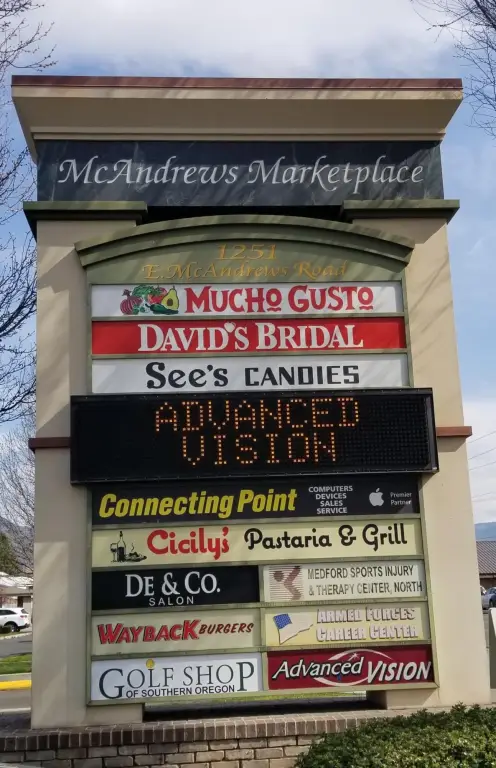 McAndrews Marketplace
1251
E. McAndrews Road
MUCHO GUSTO
DAVID'S BRIDAL
SEE'S CANDIES
ADVANCED
VISION
Connecting Point
COMPUTERS
DEVICES
SALES
SERVICE
Premier
Partner
Cicily's Pastaria & Grill
DE & CO.
SALON
MEDFORD SPORTS INJURY
& THERAPY CENTER, NORTH
WAYBACK BURGERS
ARMED FORCES
CAREER CENTER
GOLF SHOP
OF SOUTHERN OREGON
Advanced VISION